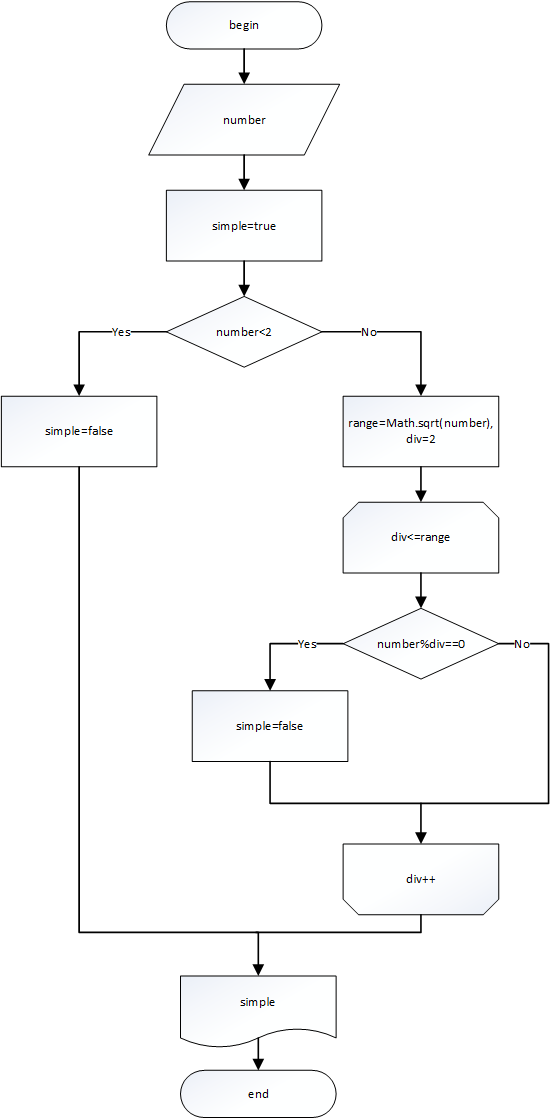 begin
number
simple=true
number<2
Yes
No
simple=false
range=Math.sqrt(number),
div=2
div<=range
number%div==0
Yes
No
simple=false
div++
simple
end